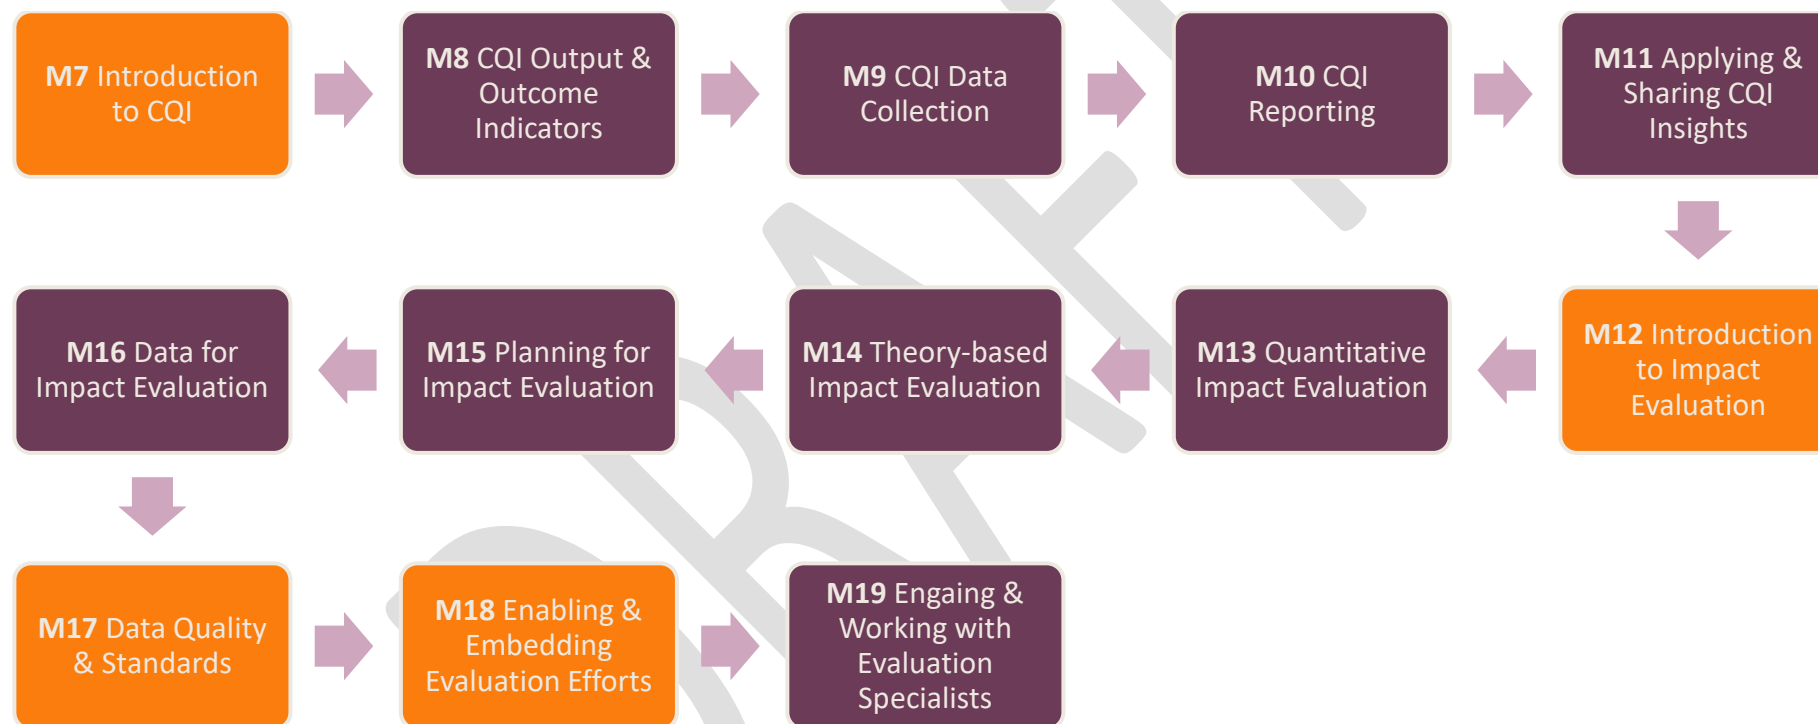 M7 Introduction
to CQI
M8 CQI Output &
Outcome
Indicators
M9 CQI Data
Collection
M10 CQI
Reporting
M11 Applying &
Sharing CQI
Insights
M12 Introduction
to Impact
Evaluation
M13 Quantitative
Impact Evaluation
M14 Theory-based
Impact Evaluation
M15 Planning for
Impact Evaluation
M16 Data for
Impact Evaluation
M17 Data Quality
& Standards
M18 Enabling &
Embedding
Evaluation Efforts
M19 Engaing &
Working with
Evaluation
Specialists
DRAFT